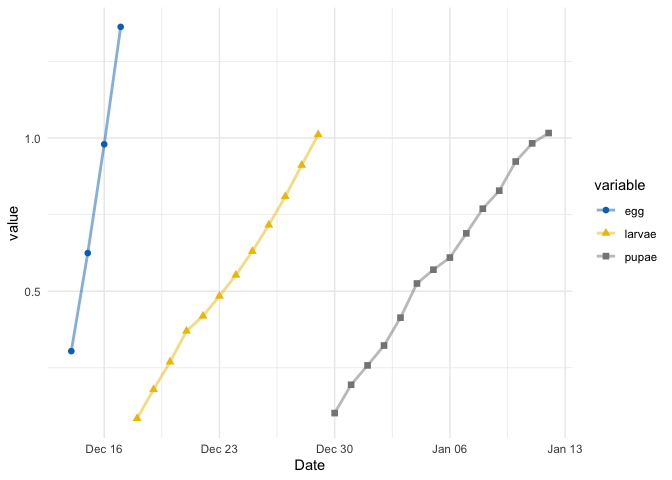 1.0
0.5
value
Dec 16
Dec 23
Dec 30
Jan 06
Jan 13
Date
variable
egg
larvae
pupae